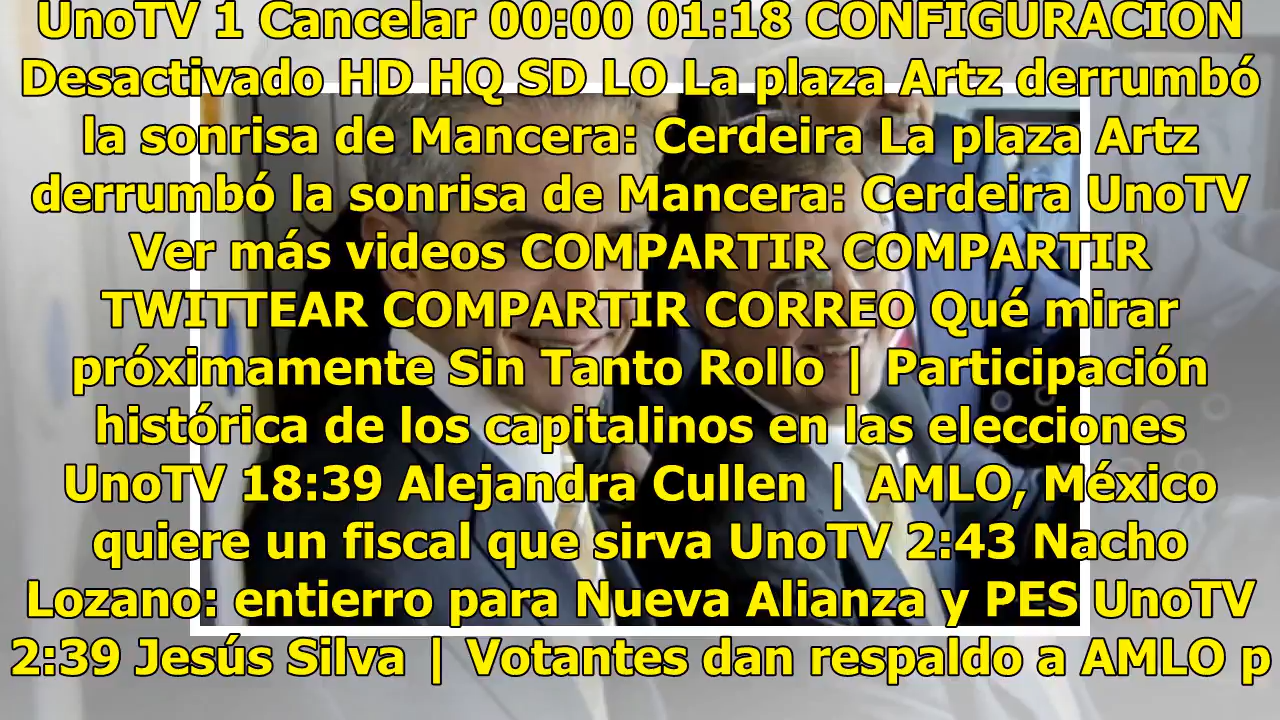 UnoTV 1 Cancelar 00:00 01:18 CONFIGURACIÓN
Desactivado HD HQ SD LO La plaza Artz derrumbó
la sonrisa de Mancera: Cerdeira La plaza Artz
derrumbó la sonrisa de Mancera: Cerdeira UnoTV
Ver más videos COMPARTIR COMPARTIR
TWITTEAR COMPARTIR CORREO Qué mirar
próximamente Sin Tanto Rollo | Participación
histórica de los capitalinos en las elecciones
UnoTV 18:39 Alejandra Cullen | AMLO, México
quiere un fiscal que sirva UnoTV 2:43 Nacho
Lozano: entierro para Nueva Alianza y PES UnoTV
2:39 Jesús Silva | Votantes dan respaldo a AMLO p